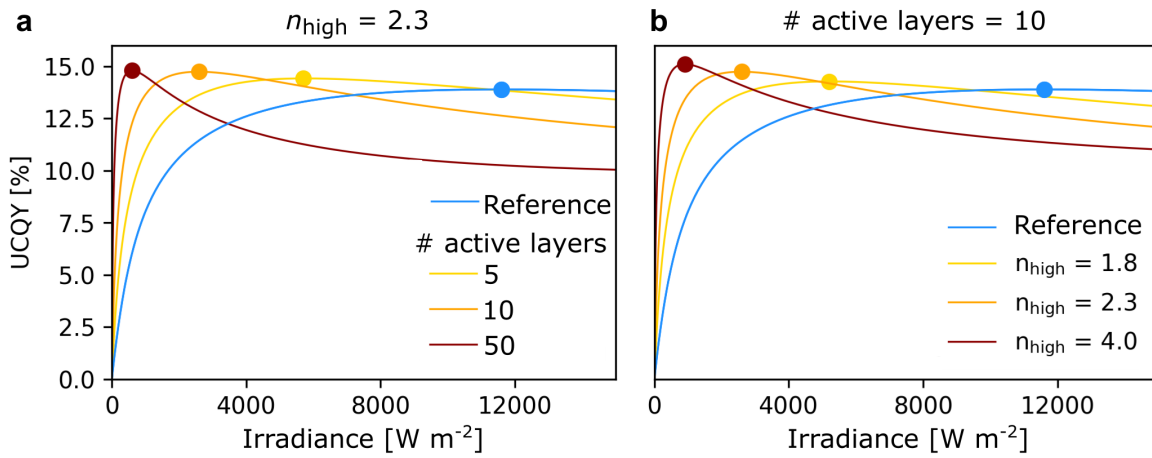 a
n_high = 2.3
UCQY [%]
15.0
12.5
10.0
7.5
5.0
2.5
0.0
Reference
# active layers
5
10
50
0
4000
8000
12000
Irradiance [W m⁻²]
b
# active layers = 10
Reference
n_high = 1.8
n_high = 2.3
n_high = 4.0
0
4000
8000
12000
Irradiance [W m⁻²]